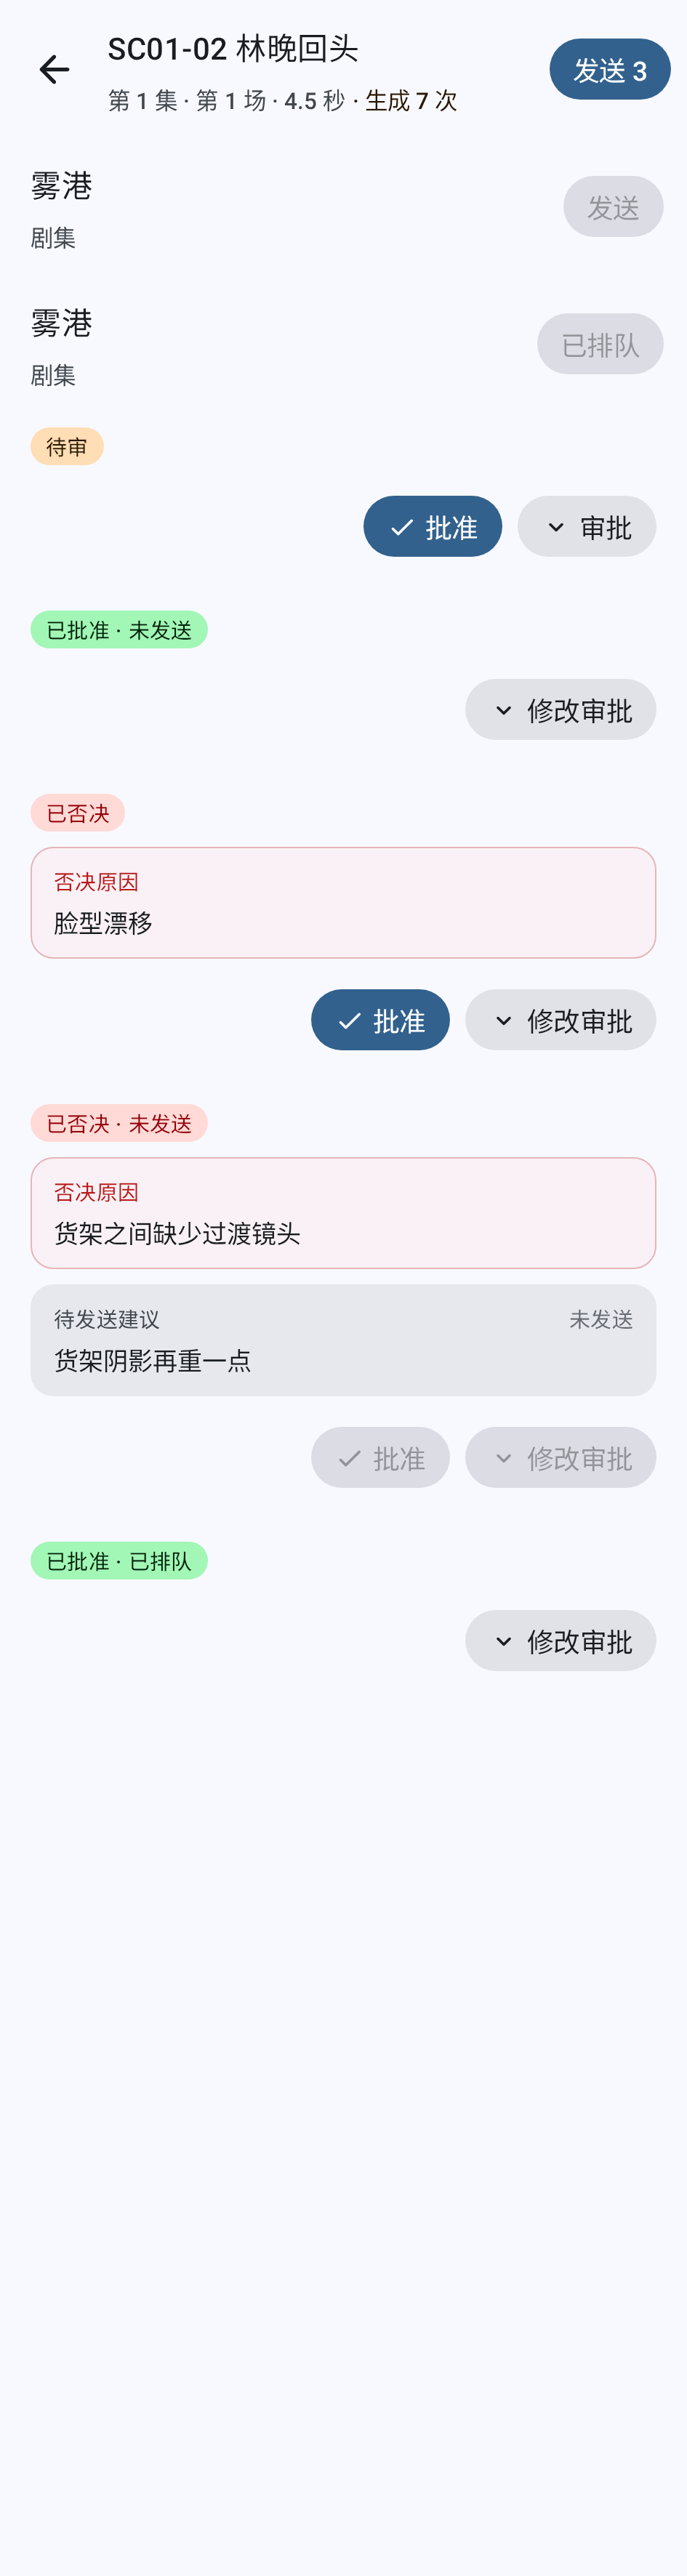 SC01-02 林晚回头
第 1 集 · 第 1 场 · 4.5 秒 · 生成 7 次
发送 3
雾港
剧集
发送
雾港
剧集
已排队
待审
批准
审批
已批准 · 未发送
修改审批
已否决
否决原因
脸型漂移
批准
修改审批
已否决 · 未发送
否决原因
货架之间缺少过渡镜头
待发送建议
未发送
货架阴影再重一点
批准
修改审批
已批准 · 已排队
修改审批